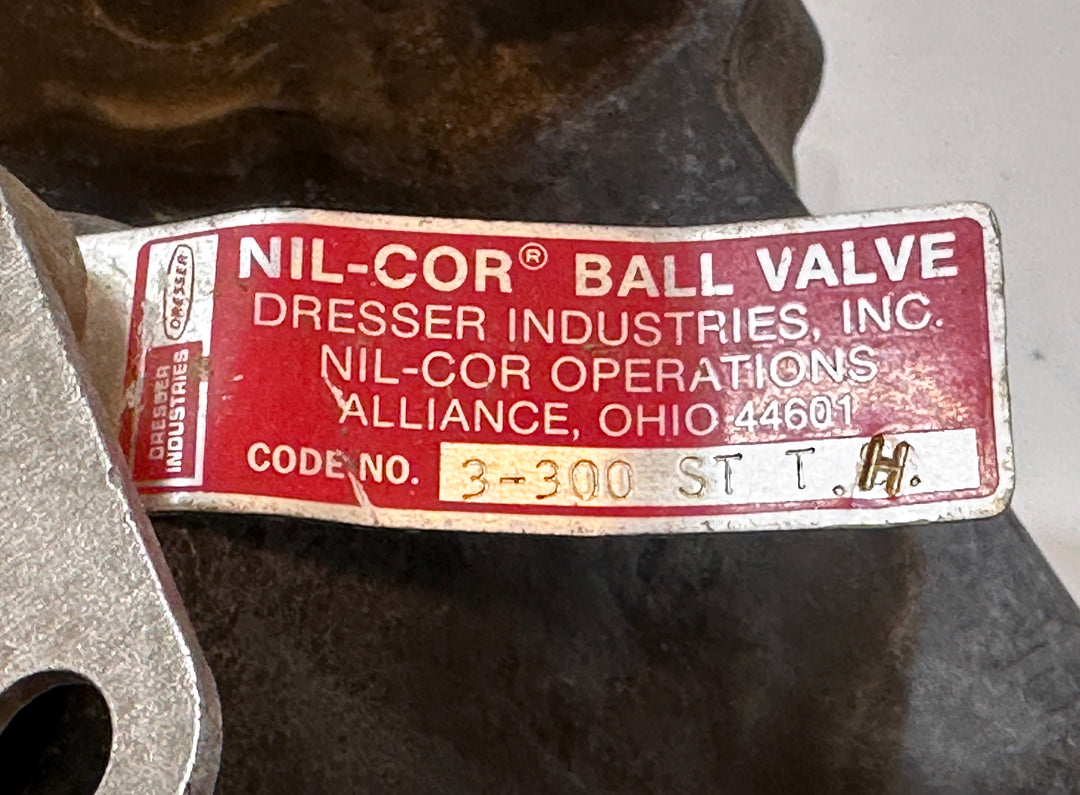 DRESSER
DRESSER
INDUSTRIES
NIL-COR® BALL VALVE
DRESSER INDUSTRIES, INC.
NIL-COR OPERATIONS
ALLIANCE, OHIO 44601
CODE NO. 3-300 ST T .H.